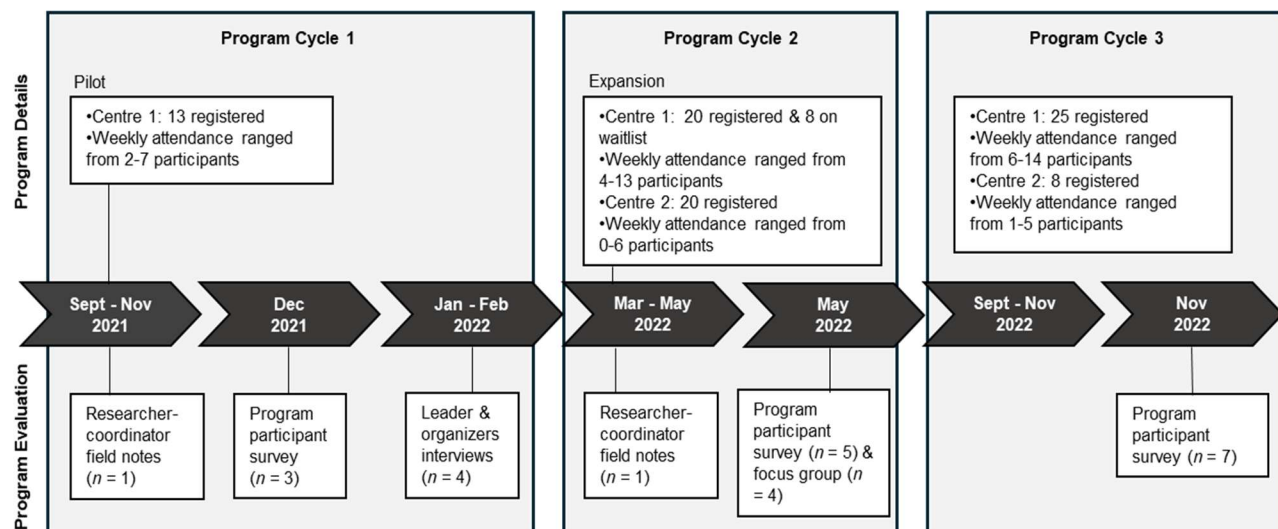 Program Cycle 1
Program Cycle 2
Program Cycle 3
Program Details
Pilot
•Centre 1: 13 registered
•Weekly attendance ranged
from 2-7 participants
Expansion
•Centre 1: 20 registered & 8 on
waitlist
•Weekly attendance ranged from
4-13 participants
•Centre 2: 20 registered
•Weekly attendance ranged from
0-6 participants
•Centre 1: 25 registered
•Weekly attendance ranged
from 6-14 participants
•Centre 2: 8 registered
•Weekly attendance ranged
from 1-5 participants
Sept - Nov
2021
Dec
2021
Jan - Feb
2022
Mar - May
2022
May
2022
Sept - Nov
2022
Nov
2022
Program Evaluation
Researcher-
coordinator
field notes
(n = 1)
Program
participant
survey
(n = 3)
Leader &
organizers
interviews
(n = 4)
Researcher-
coordinator
field notes
(n = 1)
Program
participant
survey (n = 5) &
focus group (n
= 4)
Program
participant
survey (n = 7)